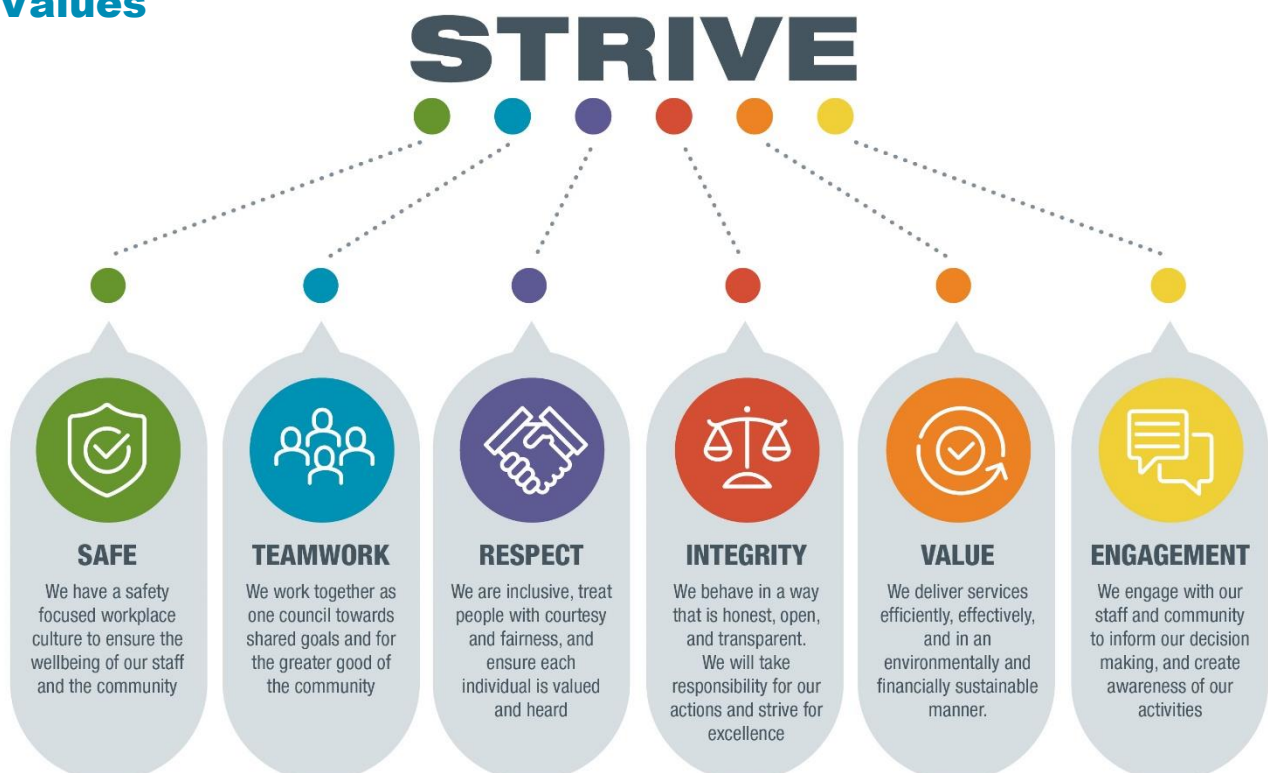 Values
STRIVE
SAFE
We have a safety
focused workplace
culture to ensure the
wellbeing of our staff
and the community
TEAMWORK
We work together as
one council towards
shared goals and for
the greater good of
the community
RESPECT
We are inclusive, treat
people with courtesy
and fairness, and
ensure each
individual is valued
and heard
INTEGRITY
We behave in a way
that is honest, open,
and transparent.
We will take
responsibility for our
actions and strive for
excellence
VALUE
We deliver services
efficiently, effectively,
and in an
environmentally and
financially sustainable
manner.
ENGAGEMENT
We engage with our
staff and community
to inform our decision
making, and create
awareness of our
activities